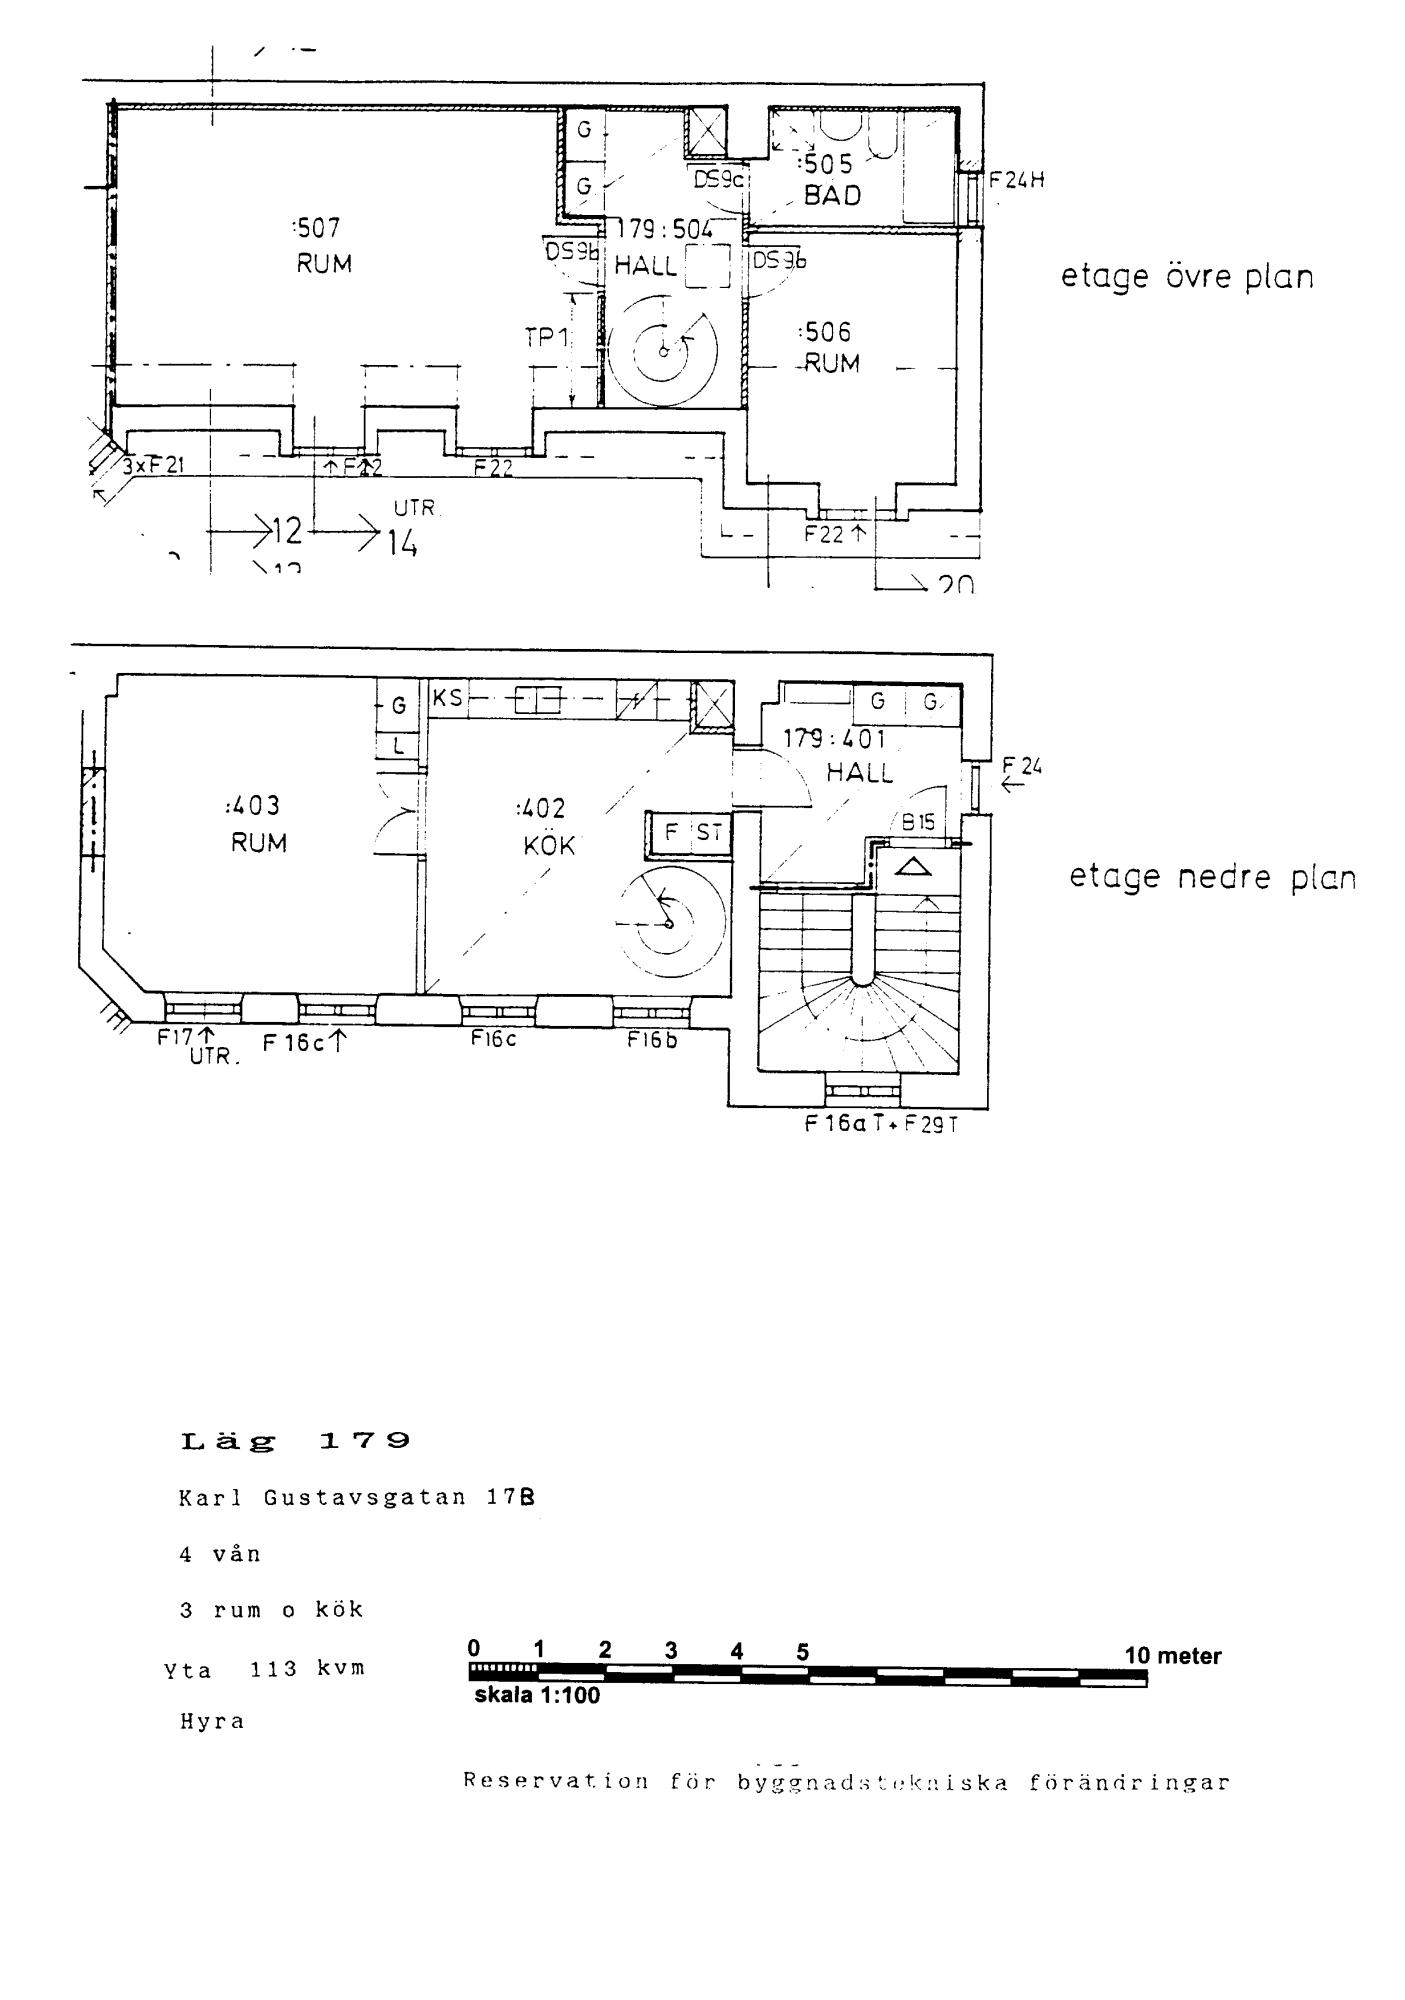 G
G
DS9c
:505
BAD
F24H
:507
RUM
179:504
HALL
DS9b
DS9b
etage övre plan
TP1
:506
RUM
3xF21
F22
F22
UTR.
12
14
F22
20
KS
G
L
G
G
179:401
HALL
F24
:403
RUM
:402
KÖK
F
ST
B15
etage nedre plan
F17
UTR.
F16c
F16c
F16b
F16aT+F29T
Läg 179
Karl Gustavsgatan 17B
4 vån
3 rum o kök
Yta 113 kvm
Hyra
0 1 2 3 4 5 10 meter
skala 1:100
Reservation för byggnadstekniska förändringar